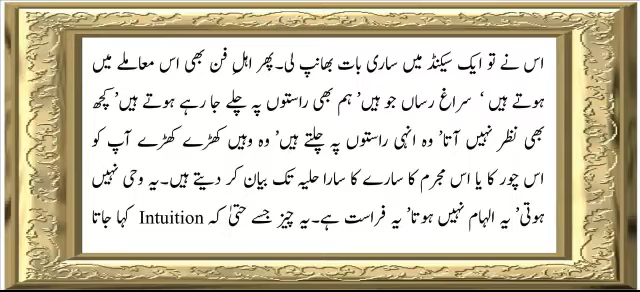 اس نے تو ایک سیکنڈ میں ساری بات بھانپ لی۔پھر اہلِ فن بھی اس معاملے میں
ہوتے ہیں ‘ سراغ رساں جو ہیں’ ہم بھی راستوں پہ چلے جا رہے ہوتے ہیں’ کچھ
بھی نظر نہیں آتا’ وہ انہی راستوں پہ چلتے ہیں’ وہ وہیں کھڑے کھڑے آپ کو
اس چور کا یا اس مجرم کا سارے کا سارا حلیہ تک بیان کر دیتے ہیں۔یہ وحی نہیں
ہوتی’ یہ الہام نہیں ہوتا’ یہ فراست ہے۔یہ چیز جسے حتیٰ کہ Intuition کہا جاتا